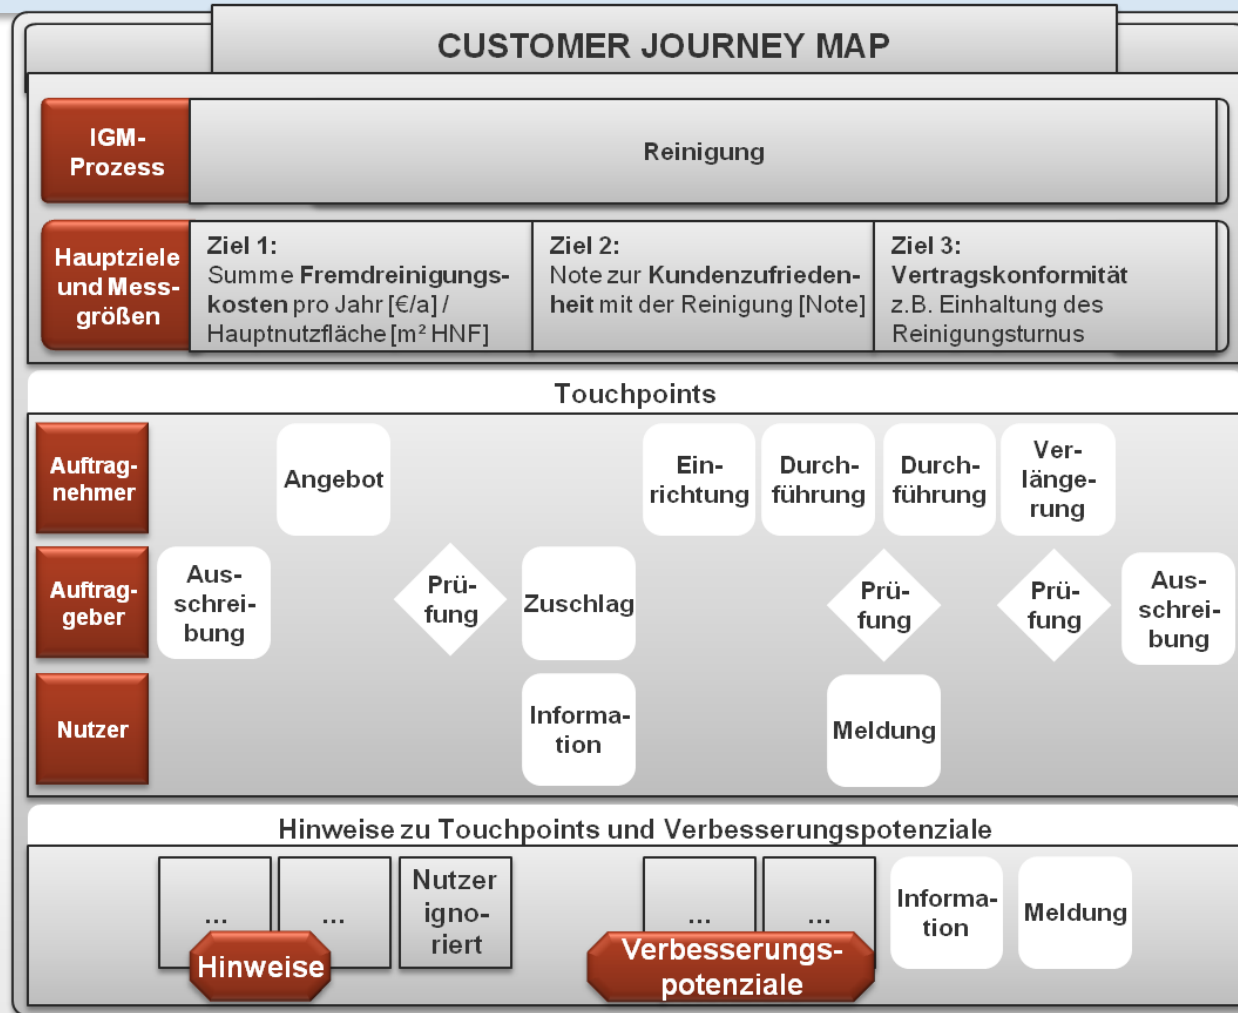 CUSTOMER JOURNEY MAP
IGM-
Prozess
Reinigung
Hauptziele
und Mess-
größen
Ziel 1:
Summe Fremdreinigungs-
kosten pro Jahr [€/a] /
Hauptnutzfläche [m² HNF]
Ziel 2:
Note zur Kundenzufrieden-
heit mit der Reinigung [Note]
Ziel 3:
Vertragskonformität
z.B. Einhaltung des
Reinigungsturnus
Touchpoints
Auftrag-
nehmer
Angebot
Ein-
richtung
Durch-
führung
Durch-
führung
Ver-
länge-
rung
Auftrag-
geber
Aus-
schrei-
bung
Prü-
fung
Zuschlag
Prü-
fung
Prü-
fung
Aus-
schrei-
bung
Nutzer
Informa-
tion
Meldung
Hinweise zu Touchpoints und Verbesserungspotenziale
...
...
Nutzer
igno-
riert
Hinweise
...
...
Verbesserungs-
potenziale
Informa-
tion
Meldung